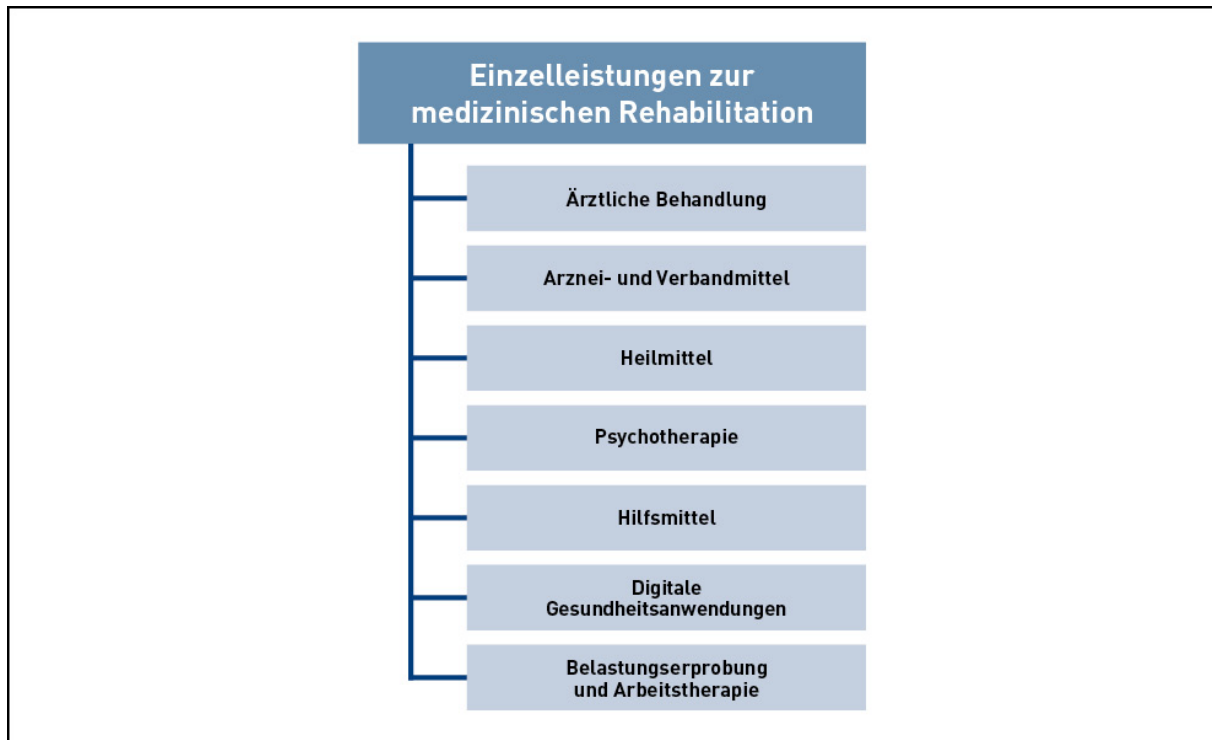 Einzelleistungen zur
medizinischen Rehabilitation
Ärztliche Behandlung
Arznei- und Verbandmittel
Heilmittel
Psychotherapie
Hilfsmittel
Digitale
Gesundheitsanwendungen
Belastungserprobung
und Arbeitstherapie